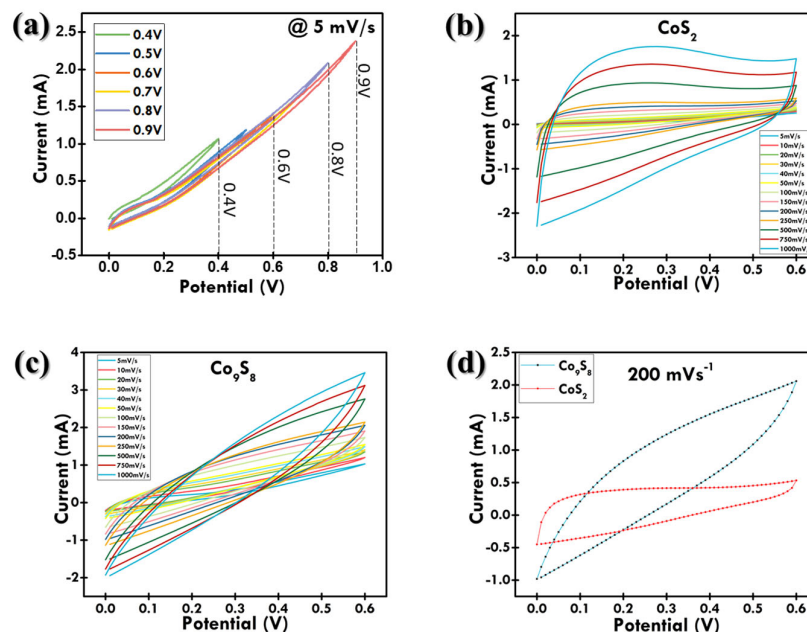 (a)
@ 5 mV/s
0.4V
0.5V
0.6V
0.7V
0.8V
0.9V
2.5
2.0
1.5
1.0
0.5
0.0
-0.5
Current (mA)
0.4V
0.6V
0.8V
0.9V
0.0 0.2 0.4 0.6 0.8 1.0
Potential (V)
(b)
CoS₂
2
1
0
-1
-2
-3
Current (mA)
5mV/s
10mV/s
20mV/s
20mV/s
40mV/s
50mV/s
100mV/s
150mV/s
200mV/s
250mV/s
500mV/s
750mV/s
1000mV/s
0.0 0.1 0.2 0.3 0.4 0.5 0.6
Potential (V)
(c)
Co₉S₈
5mV/s
10mV/s
20mV/s
30mV/s
40mV/s
50mV/s
100mV/s
150mV/s
200mV/s
250mV/s
500mV/s
750mV/s
1000mV/s
4
3
2
1
0
-1
-2
Current (mA)
0.0 0.1 0.2 0.3 0.4 0.5 0.6
Potential (V)
(d)
Co₉S₈
CoS₂
200 mVs⁻¹
2.5
2.0
1.5
1.0
0.5
0.0
-0.5
-1.0
Current (mA)
0.0 0.1 0.2 0.3 0.4 0.5 0.6
Potential (V)